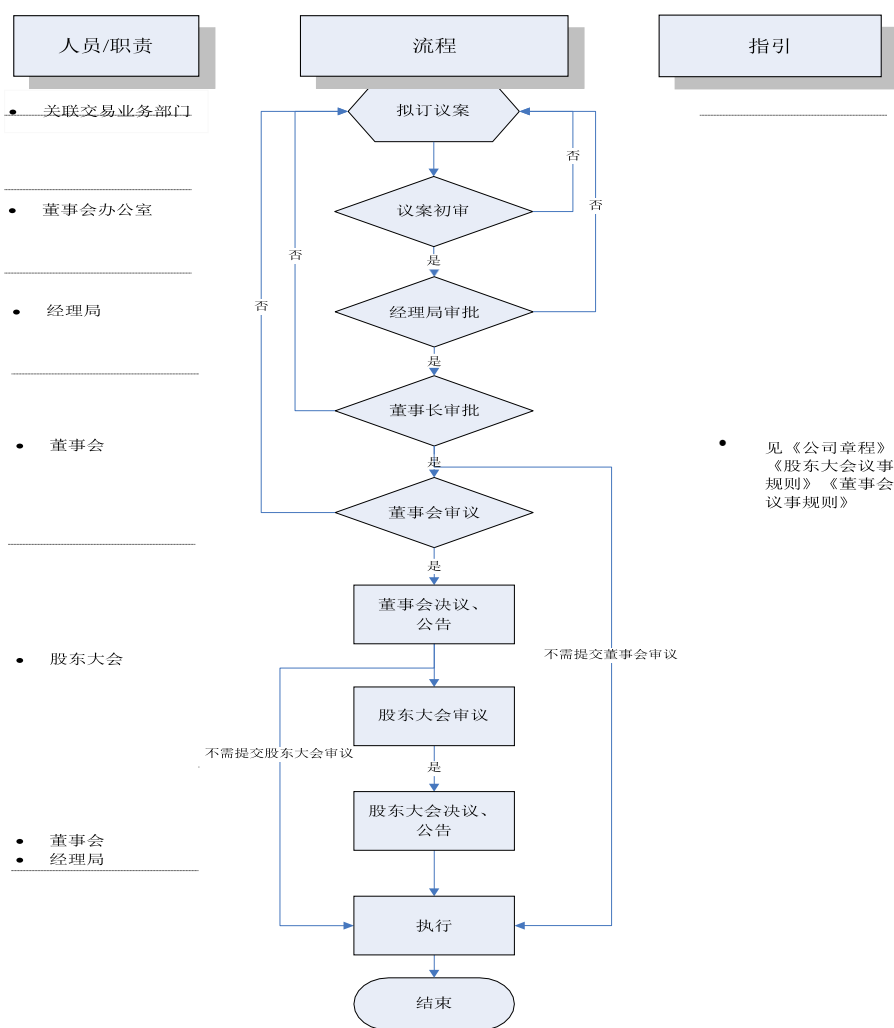 人员/职责
流程
指引
关联交易业务部门
拟订议案
否
董事会办公室
议案初审
否
是
否
经理局
经理局审批
否
是
董事长审批
董事会
是
见《公司章程》
《股东大会议事
规则》《董事会
议事规则》
董事会审议
是
董事会决议、
公告
不需提交董事会审议
股东大会
股东大会审议
不需提交股东大会审议
是
股东大会决议、
公告
董事会
经理局
执行
结束